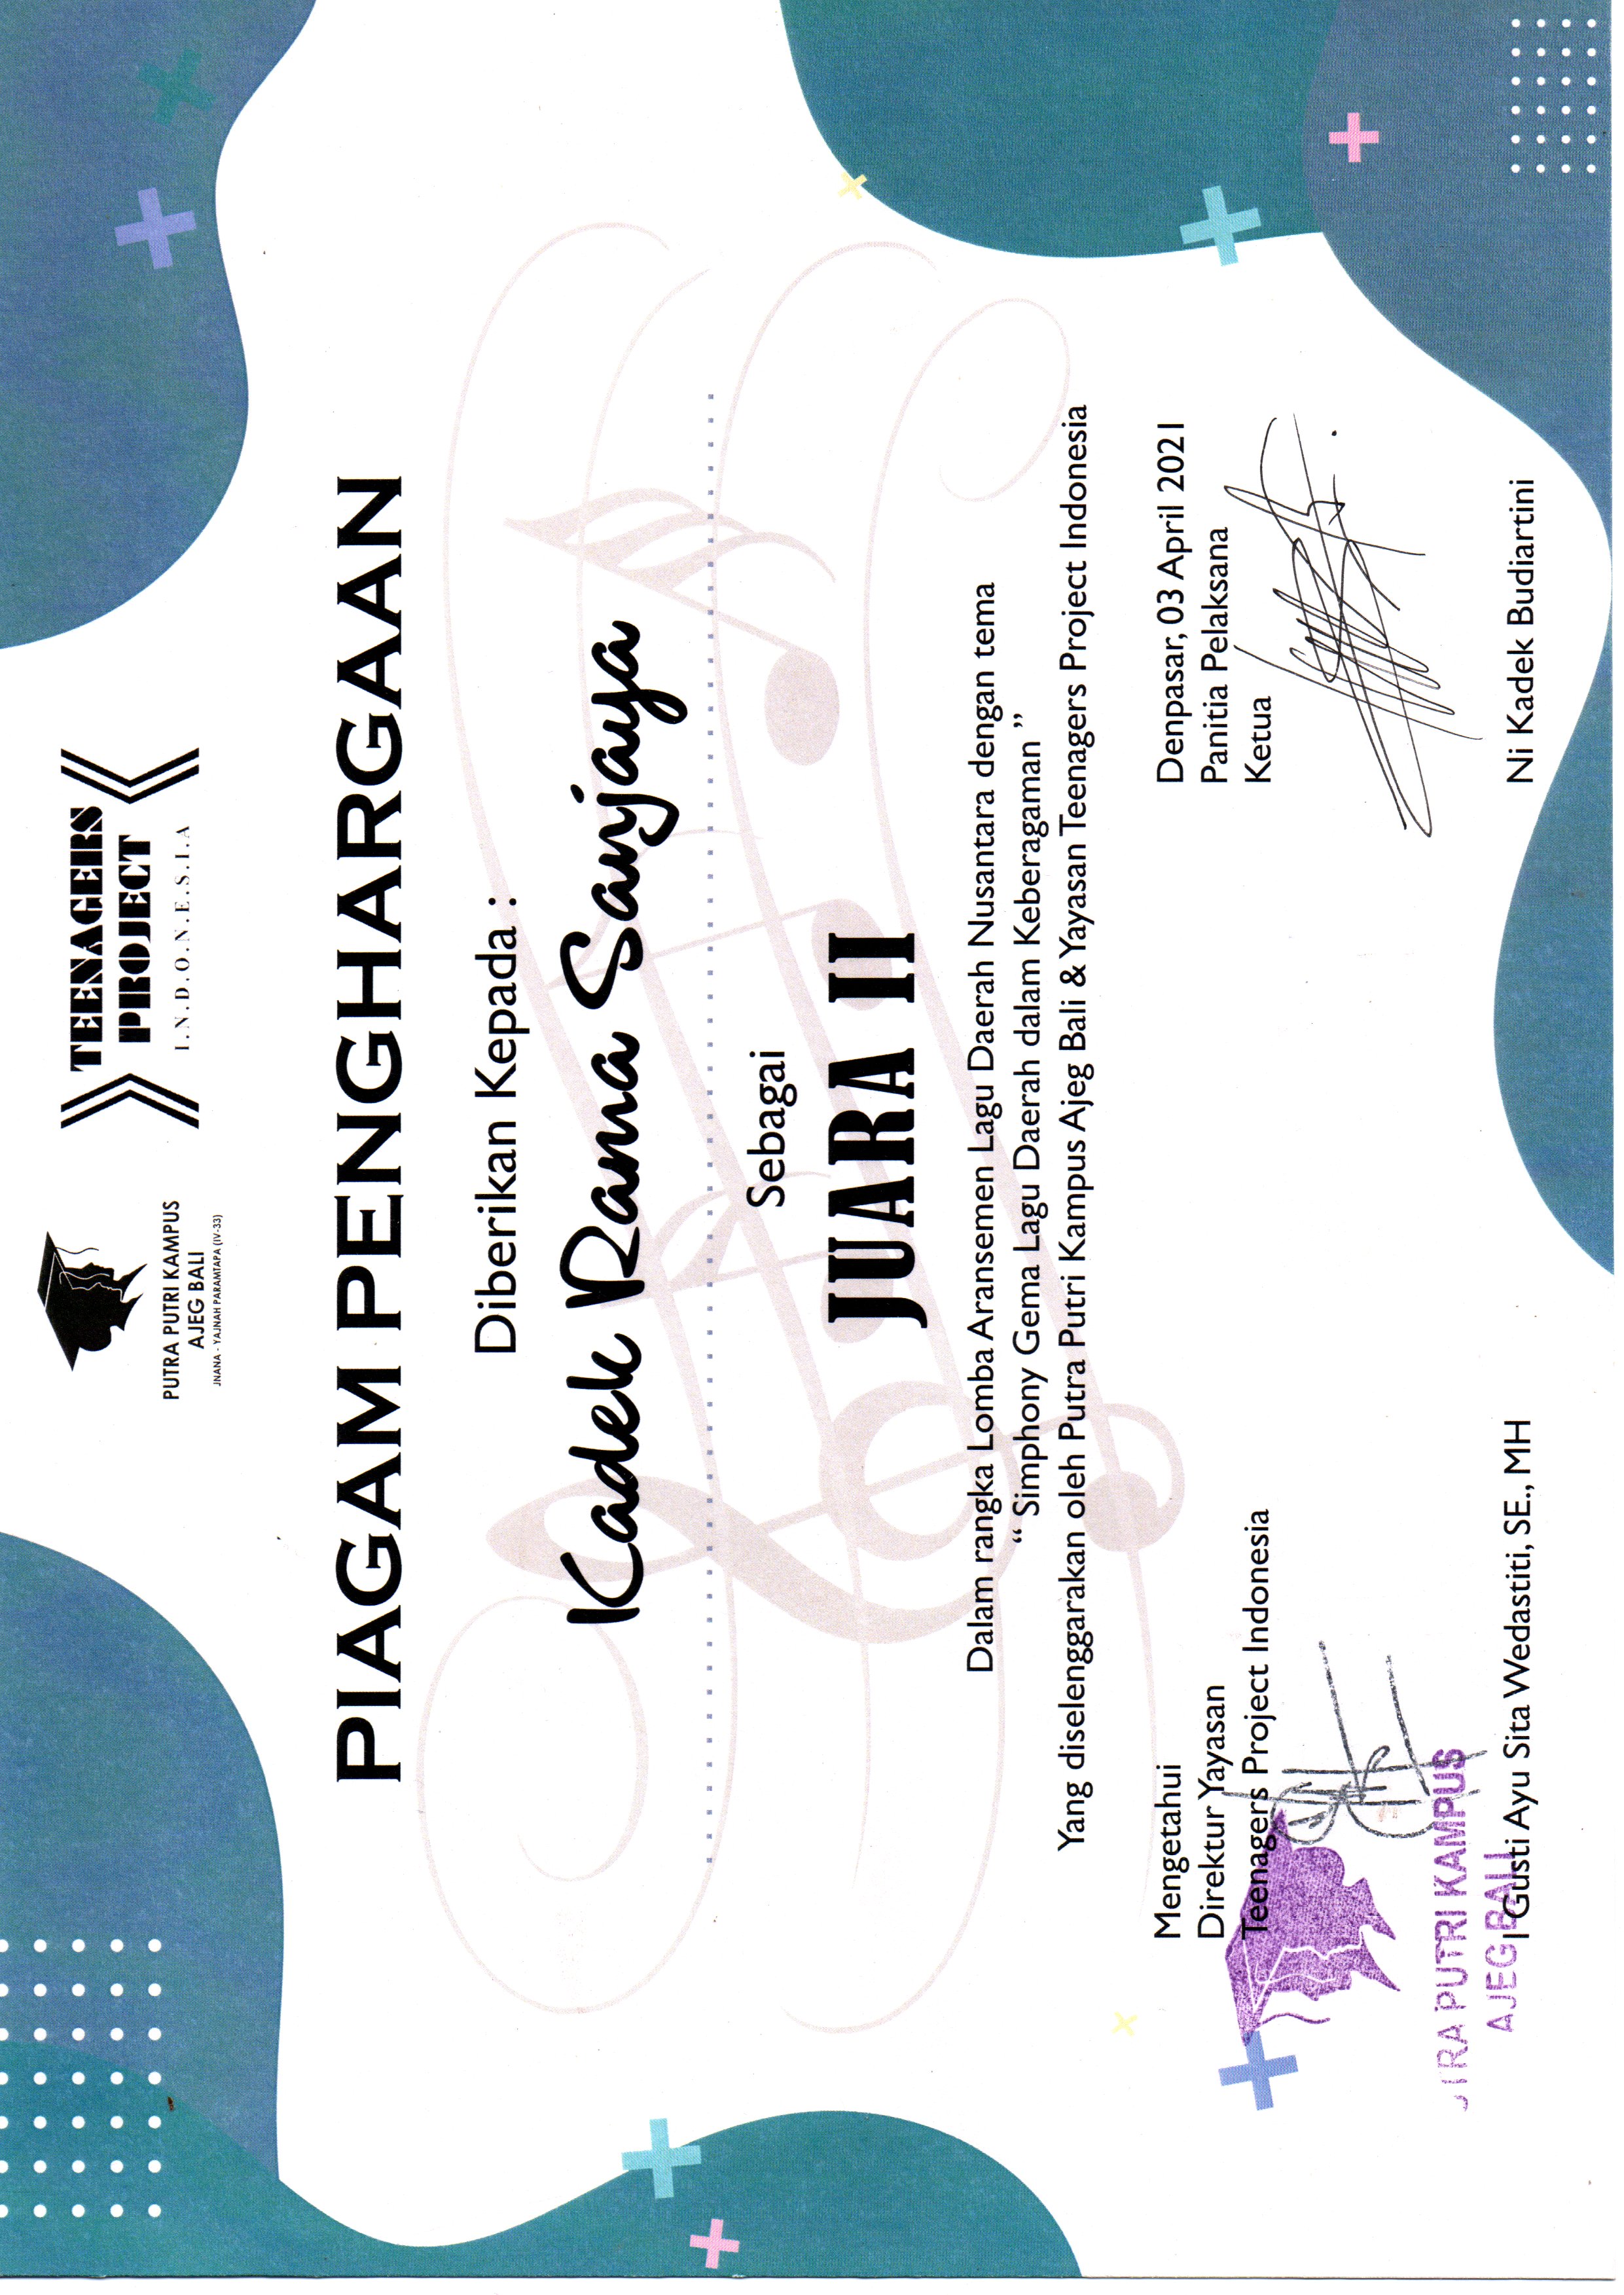 PUTRA PUTRI KAMPUS
AJEG BALI
JNANA - YAJNAH PARAMTAPA (IV-33)
TEENAGERS
PROJECT
I.N.D.O.N.E.S.I.A
PIAGAM PENGHARGAAN
Diberikan Kepada :
Kadek Rama Sanjaya
Sebagai
JUARA II
Dalam rangka Lomba Aransemen Lagu Daerah Nusantara dengan tema
“ Simphony Gema Lagu Daerah dalam Keberagaman ”
Yang diselenggarakan oleh Putra Putri Kampus Ajeg Bali & Yayasan Teenagers Project Indonesia
Mengetahui
Direktur Yayasan
Teenagers Project Indonesia
PUTRI KAMPUS
AJEG BALI
I Gusti Ayu Sita Wedastiti, SE., MH
Denpasar, 03 April 2021
Panitia Pelaksana
Ketua
Ni Kadek Budiartini